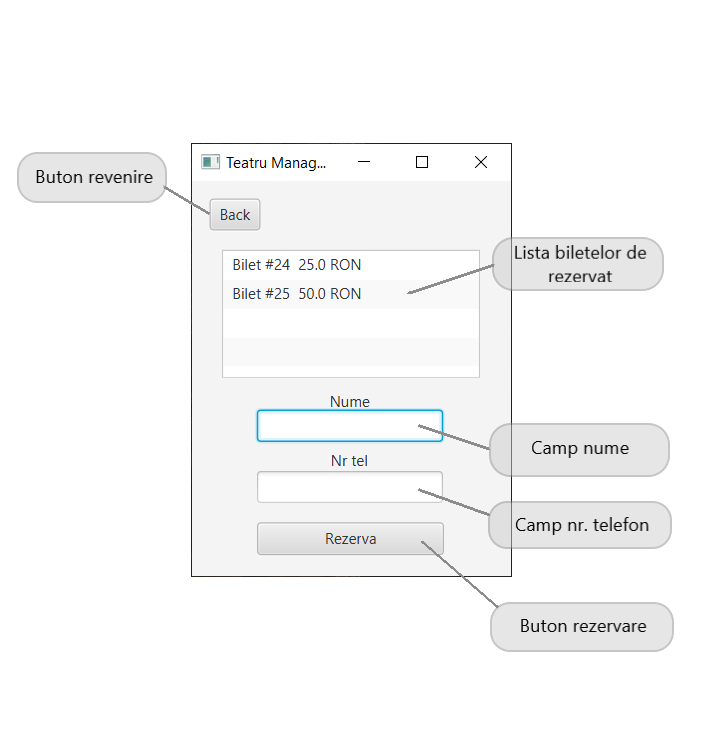 Teatru Manag...
Buton revenire
Back
Lista biletelor de
rezervat
Bilet #24  25.0 RON
Bilet #25  50.0 RON
Nume
Camp nume
Nr tel
Camp nr. telefon
Rezerva
Buton rezervare